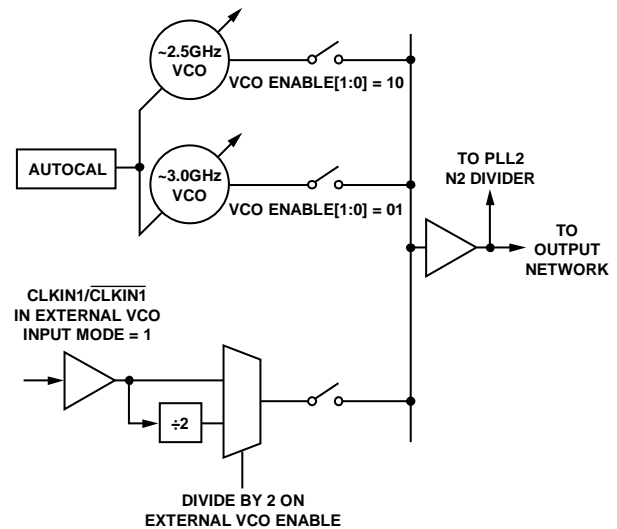 ~2.5GHz
VCO
VCO ENABLE[1:0] = 10
AUTOCAL
~3.0GHz
VCO
VCO ENABLE[1:0] = 01
TO PLL2
N2 DIVIDER
TO
OUTPUT
NETWORK
CLKIN1/CLKIN1
IN EXTERNAL VCO
INPUT MODE = 1
÷2
DIVIDE BY 2 ON
EXTERNAL VCO ENABLE